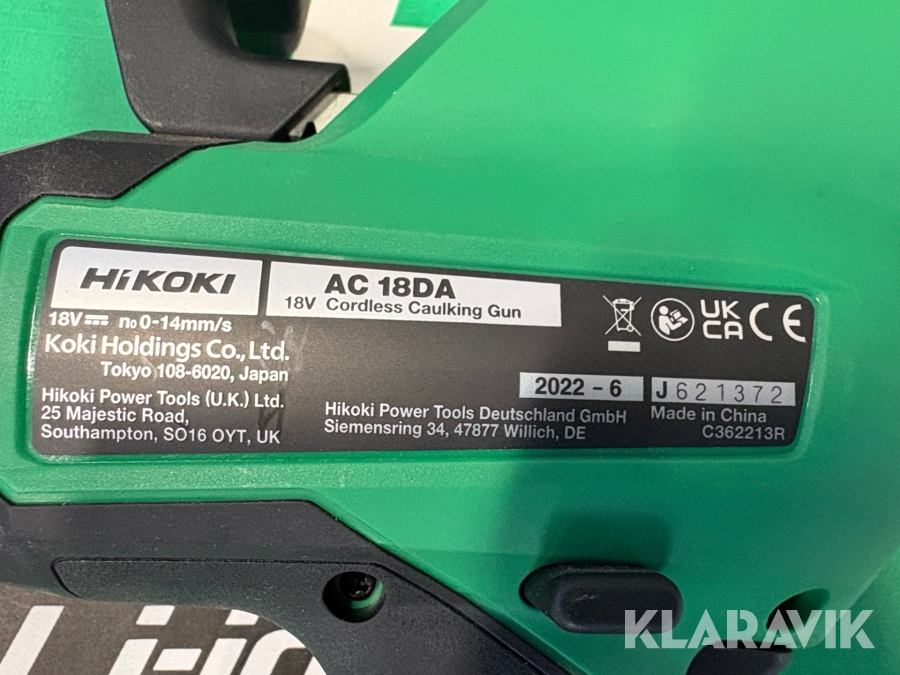 HiKOKI
AC 18DA
18V Cordless Caulking Gun
18V n₀ 0-14mm/s
Koki Holdings Co., Ltd.
Tokyo 108-6020, Japan
Hikoki Power Tools (U.K.) Ltd.
25 Majestic Road,
Southampton, SO16 OYT, UK
Hikoki Power Tools Deutschland GmbH
Siemensring 34, 47877 Willich, DE
UK
CA
CE
2022 - 6
J621372
Made in China
C362213R
KLARAVIK